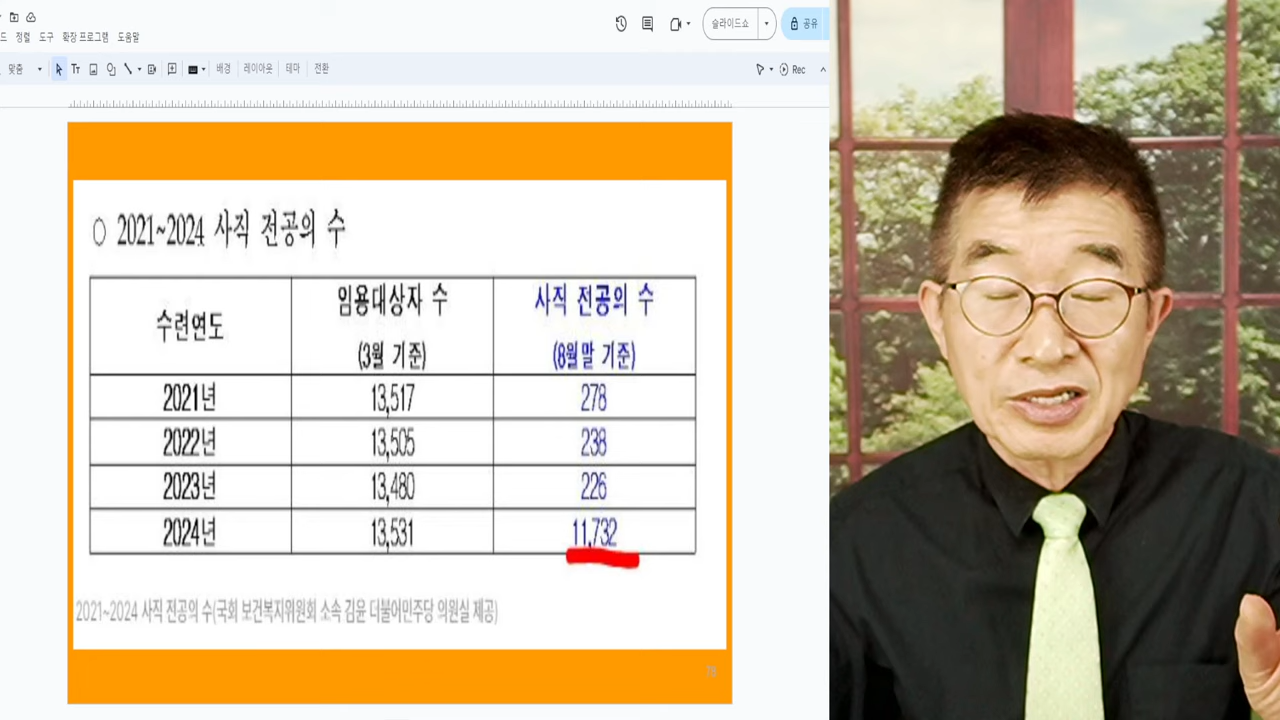 드 정렬 도구 확장 프로그램 도움말
슬라이드쇼 공유
맞춤 Tт 배경 레이아웃 테마 전환 Rec
○ 2021~2024 사직 전공의 수
수련연도 임용대상자 수 (3월 기준) 사직 전공의 수 (8월말 기준)
2021년 13,517 278
2022년 13,505 238
2023년 13,480 226
2024년 13,531 11,732
2021~2024 사직 전공의 수(국회 보건복지위원회 소속 김윤 더불어민주당 의원실 제공)